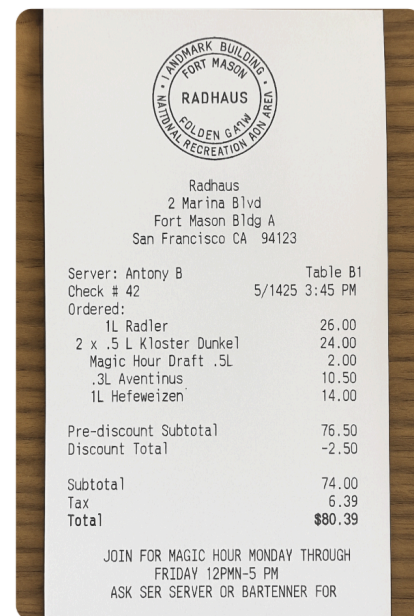 LANDMARK BUILDING
FORT MASON
RADHAUS
FOLDEN
NATIONAL RECREATION AON AREA
Radhaus
2 Marina Blvd
Fort Mason Bldg A
San Francisco CA 94123
Server: Antony B Table B1
Check # 42 5/1425 3:45 PM
Ordered:
1L Radler 26.00
2 x .5 L Kloster Dunkel 24.00
Magic Hour Draft .5L 2.00
.3L Aventinus 10.50
1L Hefeweizen 14.00
Pre-discount Subtotal 76.50
Discount Total -2.50
Subtotal 74.00
Tax 6.39
Total $80.39
JOIN FOR MAGIC HOUR MONDAY THROUGH
FRIDAY 12PMN-5 PM
ASK SER SERVER OR BARTENNER FOR